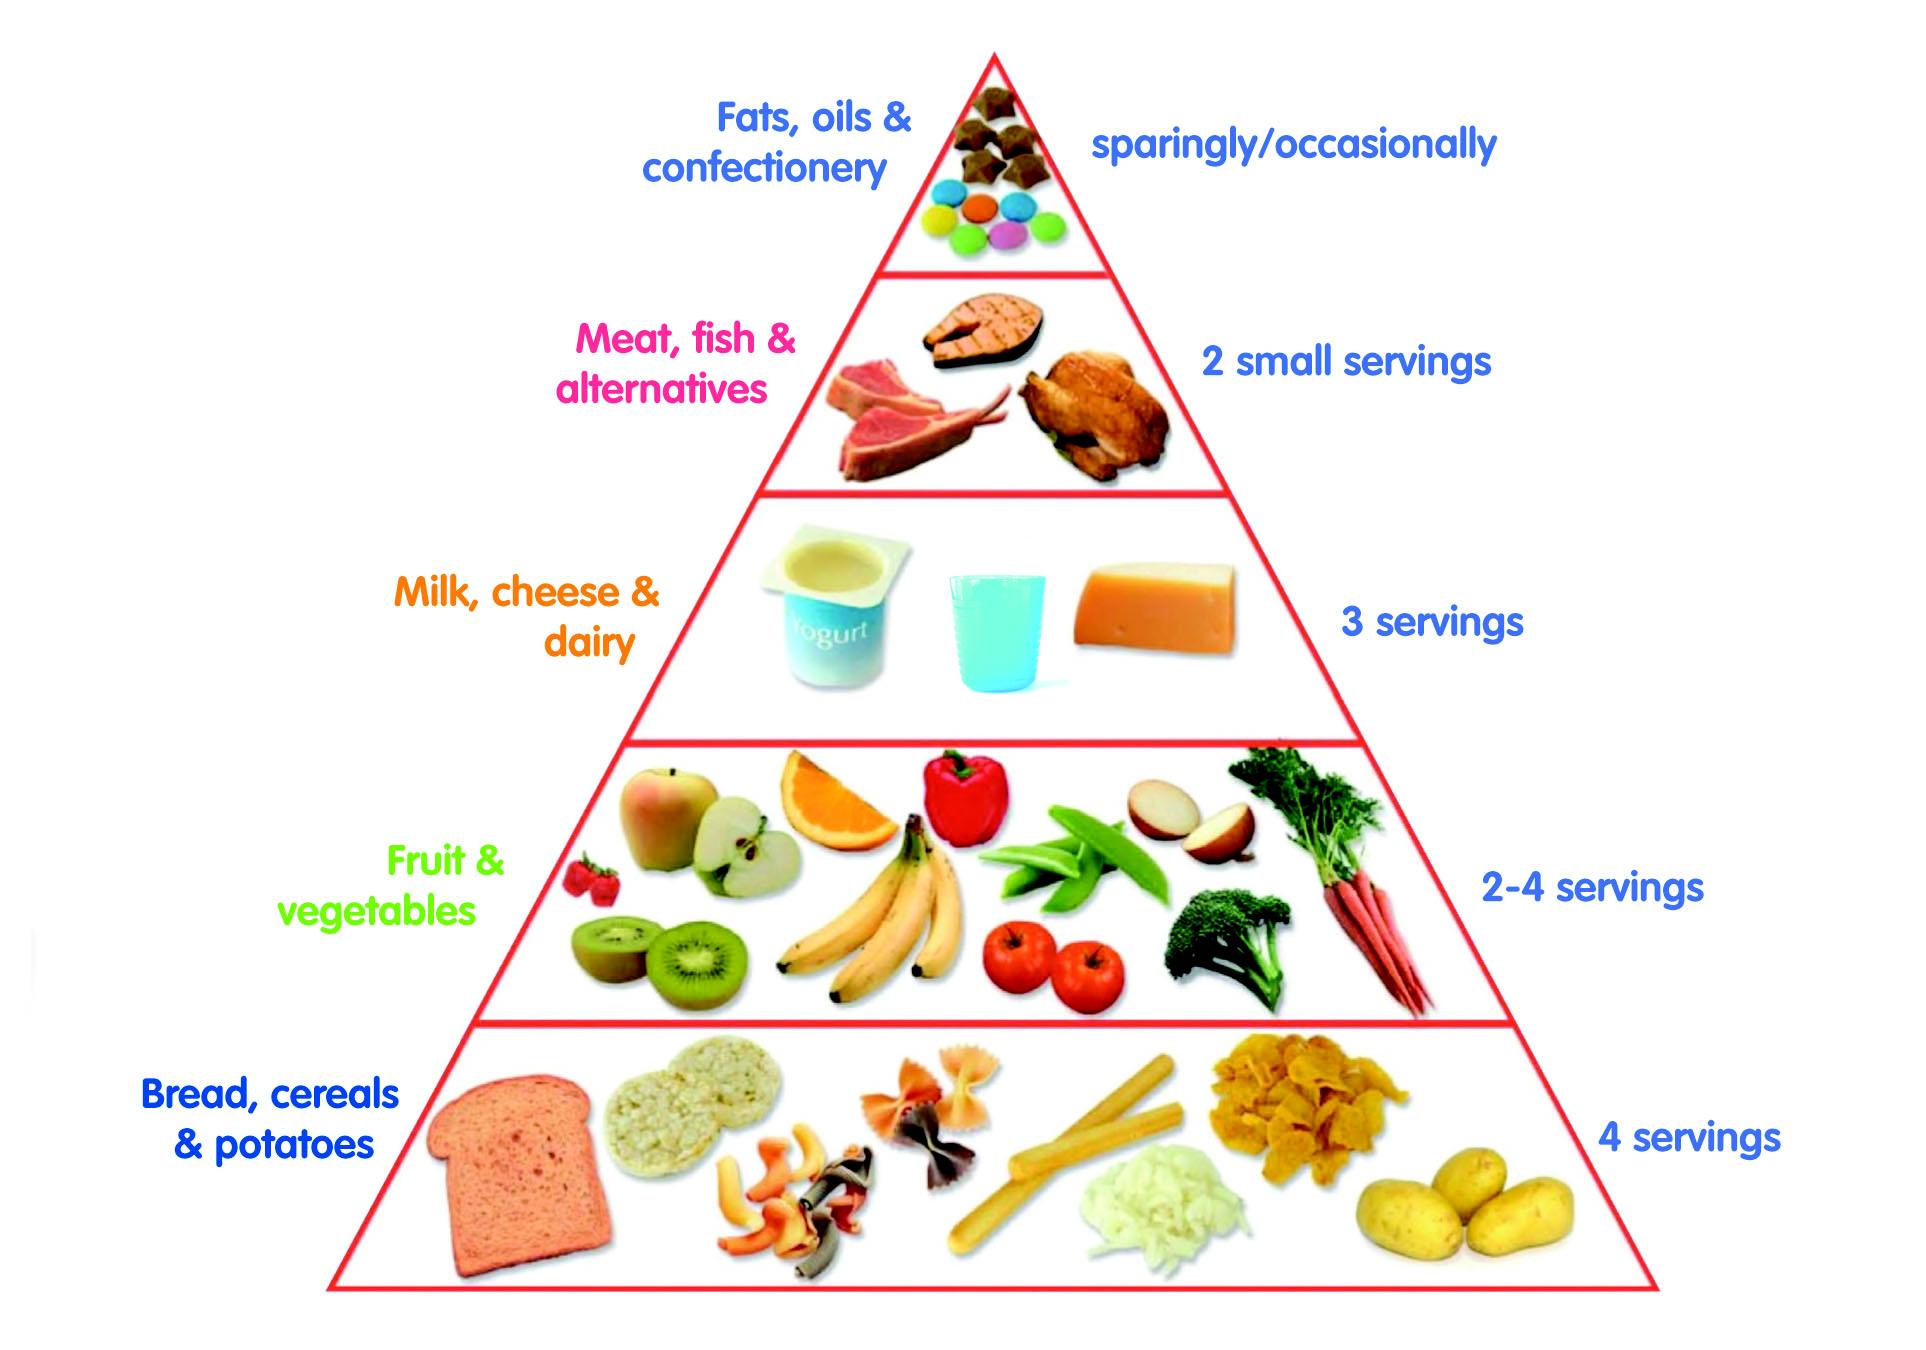 Fats, oils &
confectionery
sparingly/occasionally
Meat, fish &
alternatives
2 small servings
Milk, cheese &
dairy
Yogurt
3 servings
Fruit &
vegetables
2-4 servings
Bread, cereals
& potatoes
4 servings